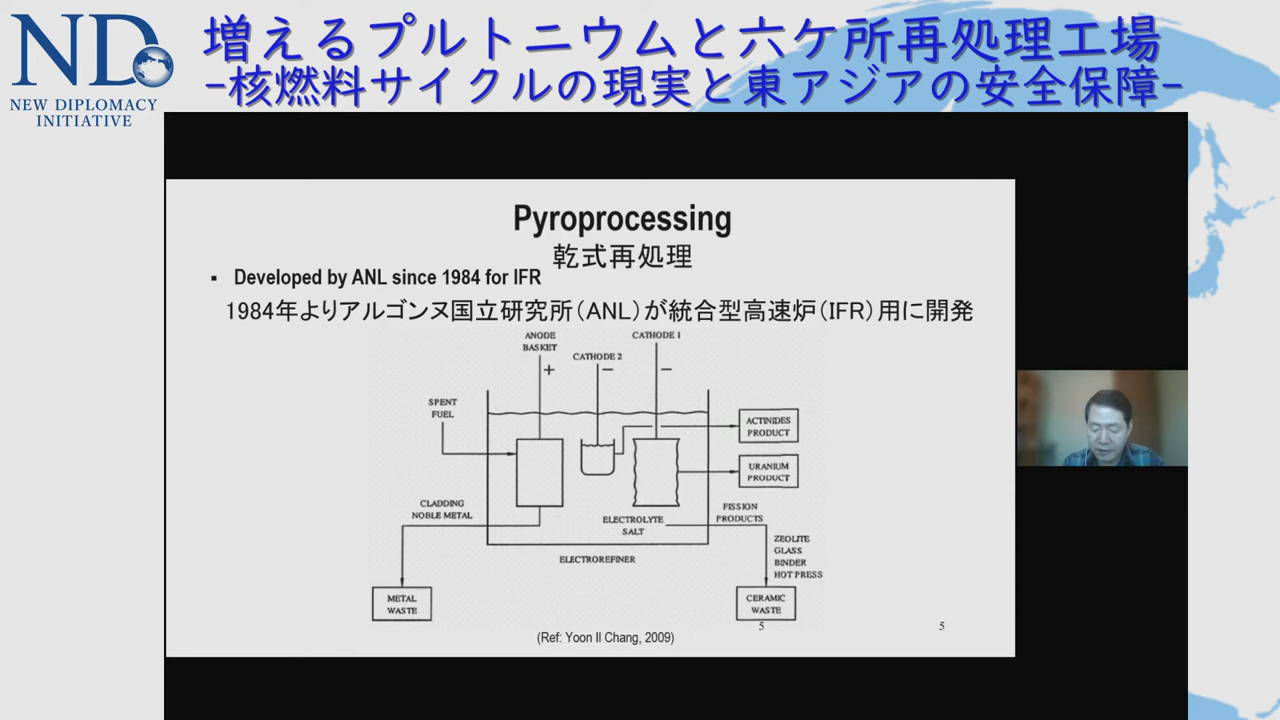 ND
NEW DIPLOMACY
INITIATIVE
増えるプルトニウムと六ケ所再処理工場
-核燃料サイクルの現実と東アジアの安全保障-
Pyroprocessing
乾式再処理
▪ Developed by ANL since 1984 for IFR
1984年よりアルゴンヌ国立研究所(ANL)が統合型高速炉(IFR)用に開発
ANODE
BASKET
CATHODE 2
CATHODE 1
+
−
−
SPENT
FUEL
ACTINIDES
PRODUCT
URANIUM
PRODUCT
CLADDING
NOBLE METAL
ELECTROLYTE
SALT
FISSION
PRODUCTS
ELECTROREFINER
ZEOLITE
GLASS
BINDER
HOT PRESS
METAL
WASTE
CERAMIC
WASTE
5
5
(Ref: Yoon Il Chang, 2009)